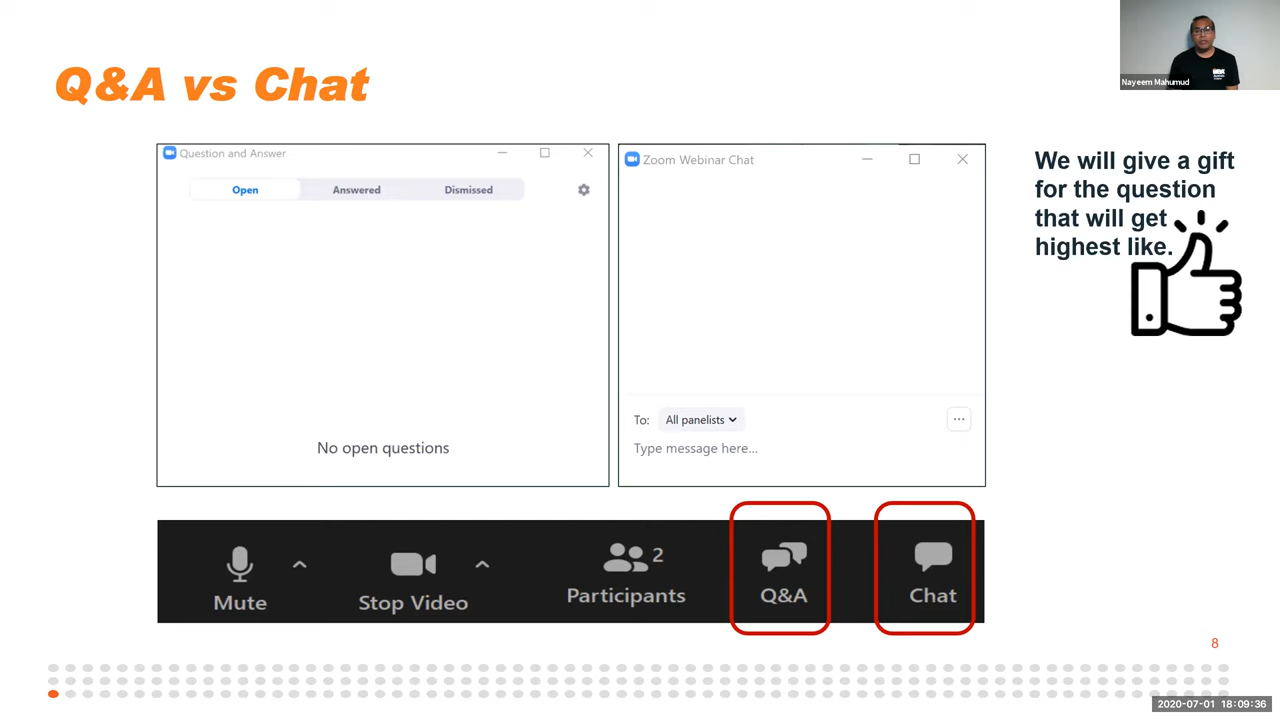 Q&A vs Chat
Nayeem Mahumud
Question and Answer
Open Answered Dismissed
No open questions
Zoom Webinar Chat
To: All panelists
...
Type message here...
We will give a gift
for the question
that will get
highest like.
Mute
Stop Video
2
Participants
Q&A
Chat
8
2020-07-01 18:09:36